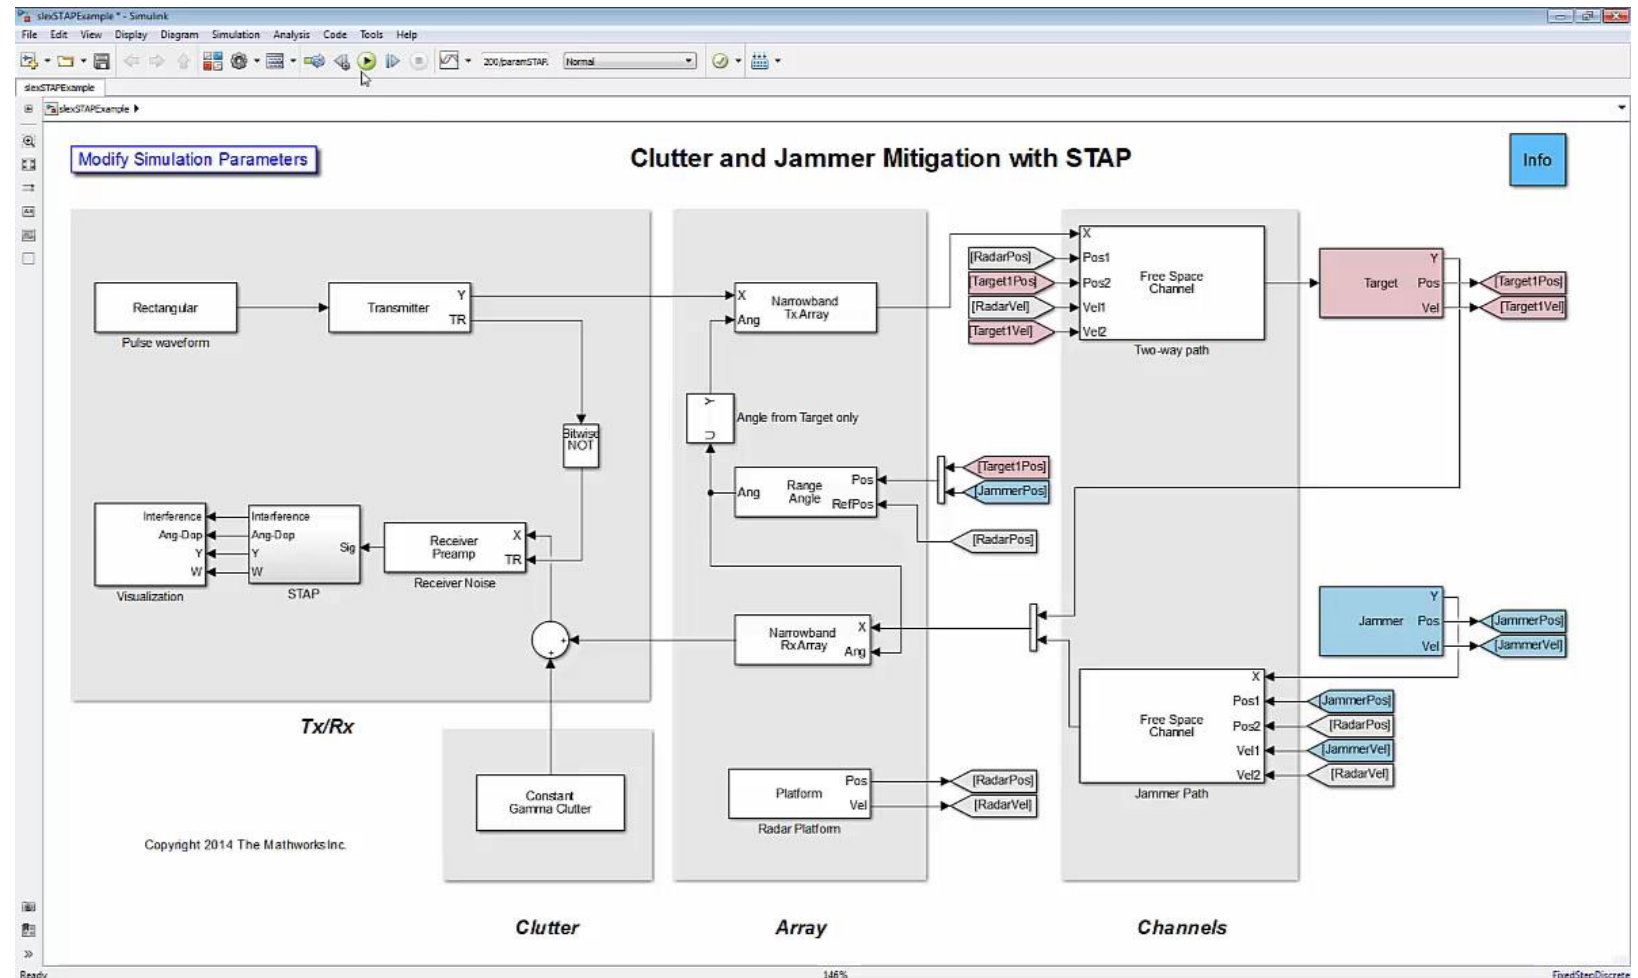 slexSTAPExample * - Simulink
File Edit View Display Diagram Simulation Analysis Code Tools Help
200/paramSTAP. Normal
slexSTAPExample
slexSTAPExample
Modify Simulation Parameters
Clutter and Jammer Mitigation with STAP
Info
Rectangular
Pulse waveform
Transmitter
Y
TR
Bitwise
NOT
Interference
Ang-Dop
Y
W
Visualization
Interference
Ang-Dop
Y
W
Sig
STAP
Receiver
Preamp
X
TR
Receiver Noise
+
+
Tx/Rx
Constant
Gamma Clutter
Clutter
Copyright 2014 The Mathworks Inc.
X
Ang
Narrowband
Tx Array
Y
U
Angle from Target only
Ang
Range
Angle
Pos
RefPos
[Target1Pos]
[JammerPos]
[RadarPos]
Narrowband
Rx Array
X
Ang
Platform
Pos
Vel
Radar Platform
[RadarPos]
[RadarVel]
Array
[RadarPos]
[Target1Pos]
[RadarVel]
[Target1Vel]
X
Pos1
Pos2
Vel1
Vel2
Free Space
Channel
Two-way path
Target
Y
Pos
Vel
[Target1Pos]
[Target1Vel]
Jammer
Y
Pos
Vel
[JammerPos]
[JammerVel]
Free Space
Channel
X
Pos1
Pos2
Vel1
Vel2
Jammer Path
[JammerPos]
[RadarPos]
[JammerVel]
[RadarVel]
Channels
Ready
146%
FixedStepDiscrete